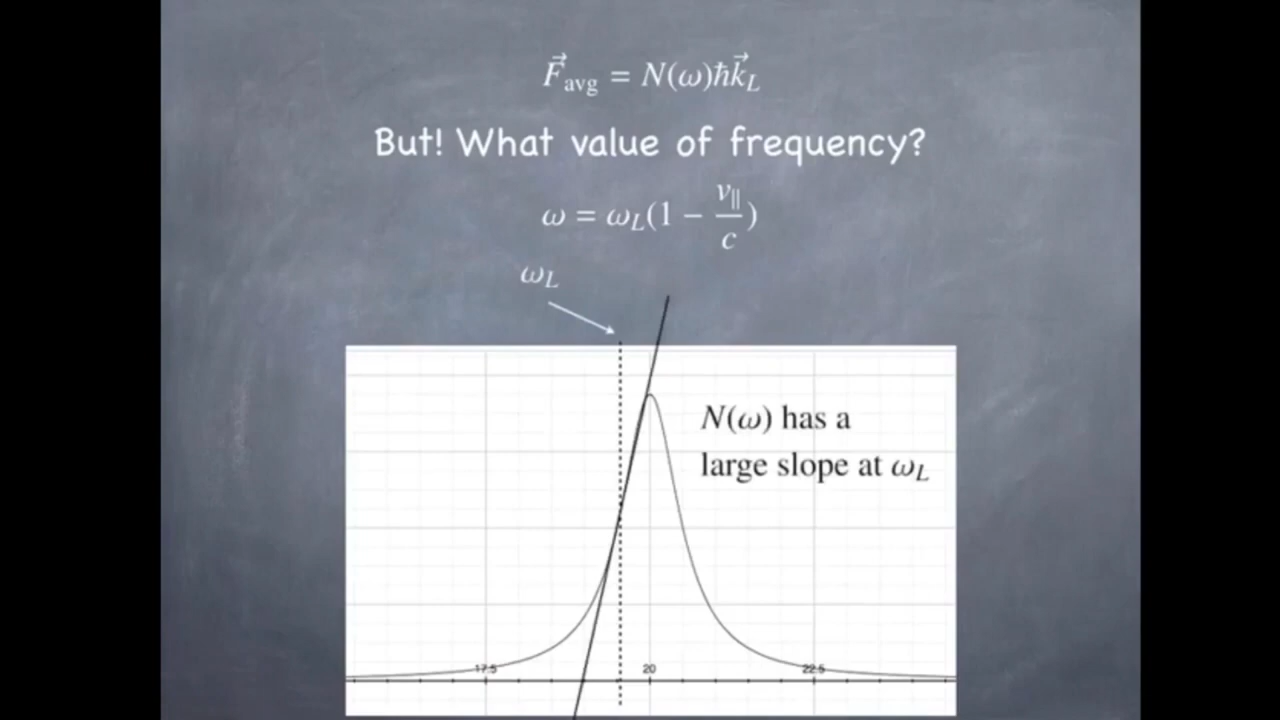 F⃗avg = N(ω)ħk⃗L
But! What value of frequency?
ω = ωL(1 − v∥/c)
ωL
N(ω) has a
large slope at ωL
17.5 20 22.5